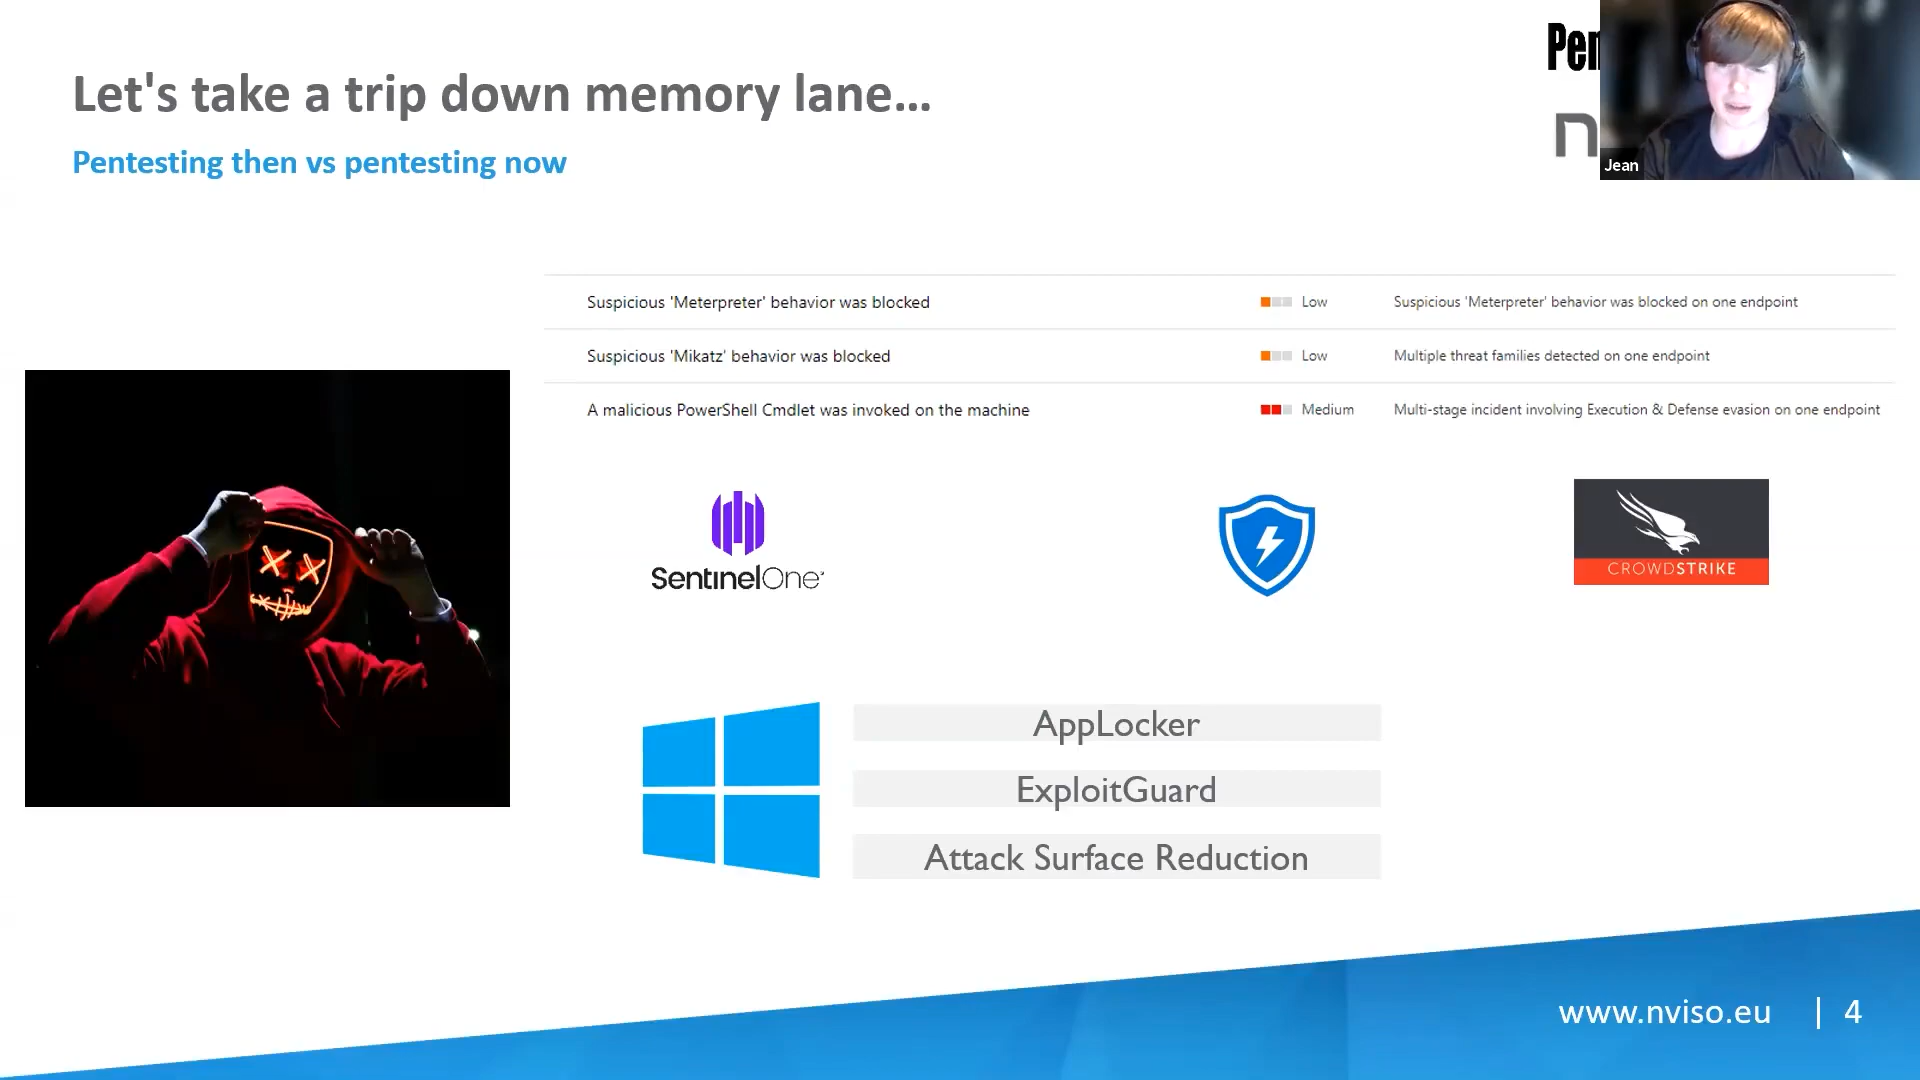 Let's take a trip down memory lane...
Pentesting then vs pentesting now
Pen
n
Jean
Suspicious 'Meterpreter' behavior was blocked Low Suspicious 'Meterpreter' behavior was blocked on one endpoint
Suspicious 'Mikatz' behavior was blocked Low Multiple threat families detected on one endpoint
A malicious PowerShell Cmdlet was invoked on the machine Medium Multi-stage incident involving Execution & Defense evasion on one endpoint
SentinelOne
CROWDSTRIKE
AppLocker
ExploitGuard
Attack Surface Reduction
www.nviso.eu | 4